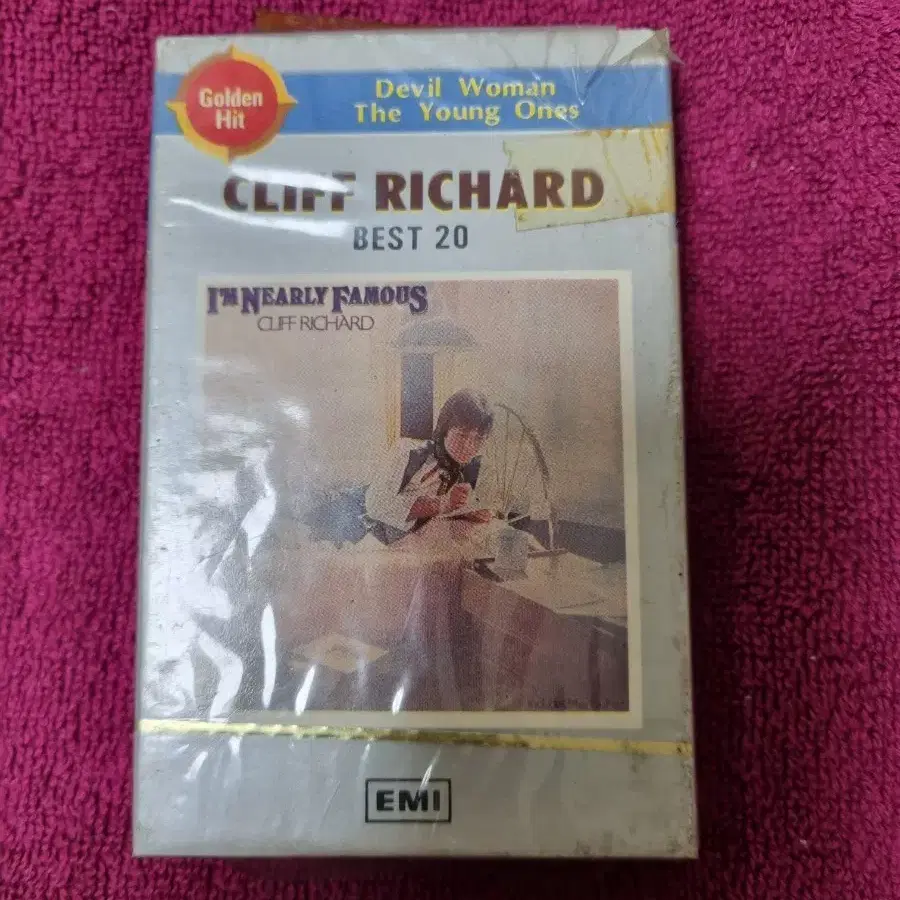 Golden
Hit
Devil Woman
The Young Ones
CLIFF RICHARD
BEST 20
I'M NEARLY FAMOUS
CLIFF RICHARD
EMI